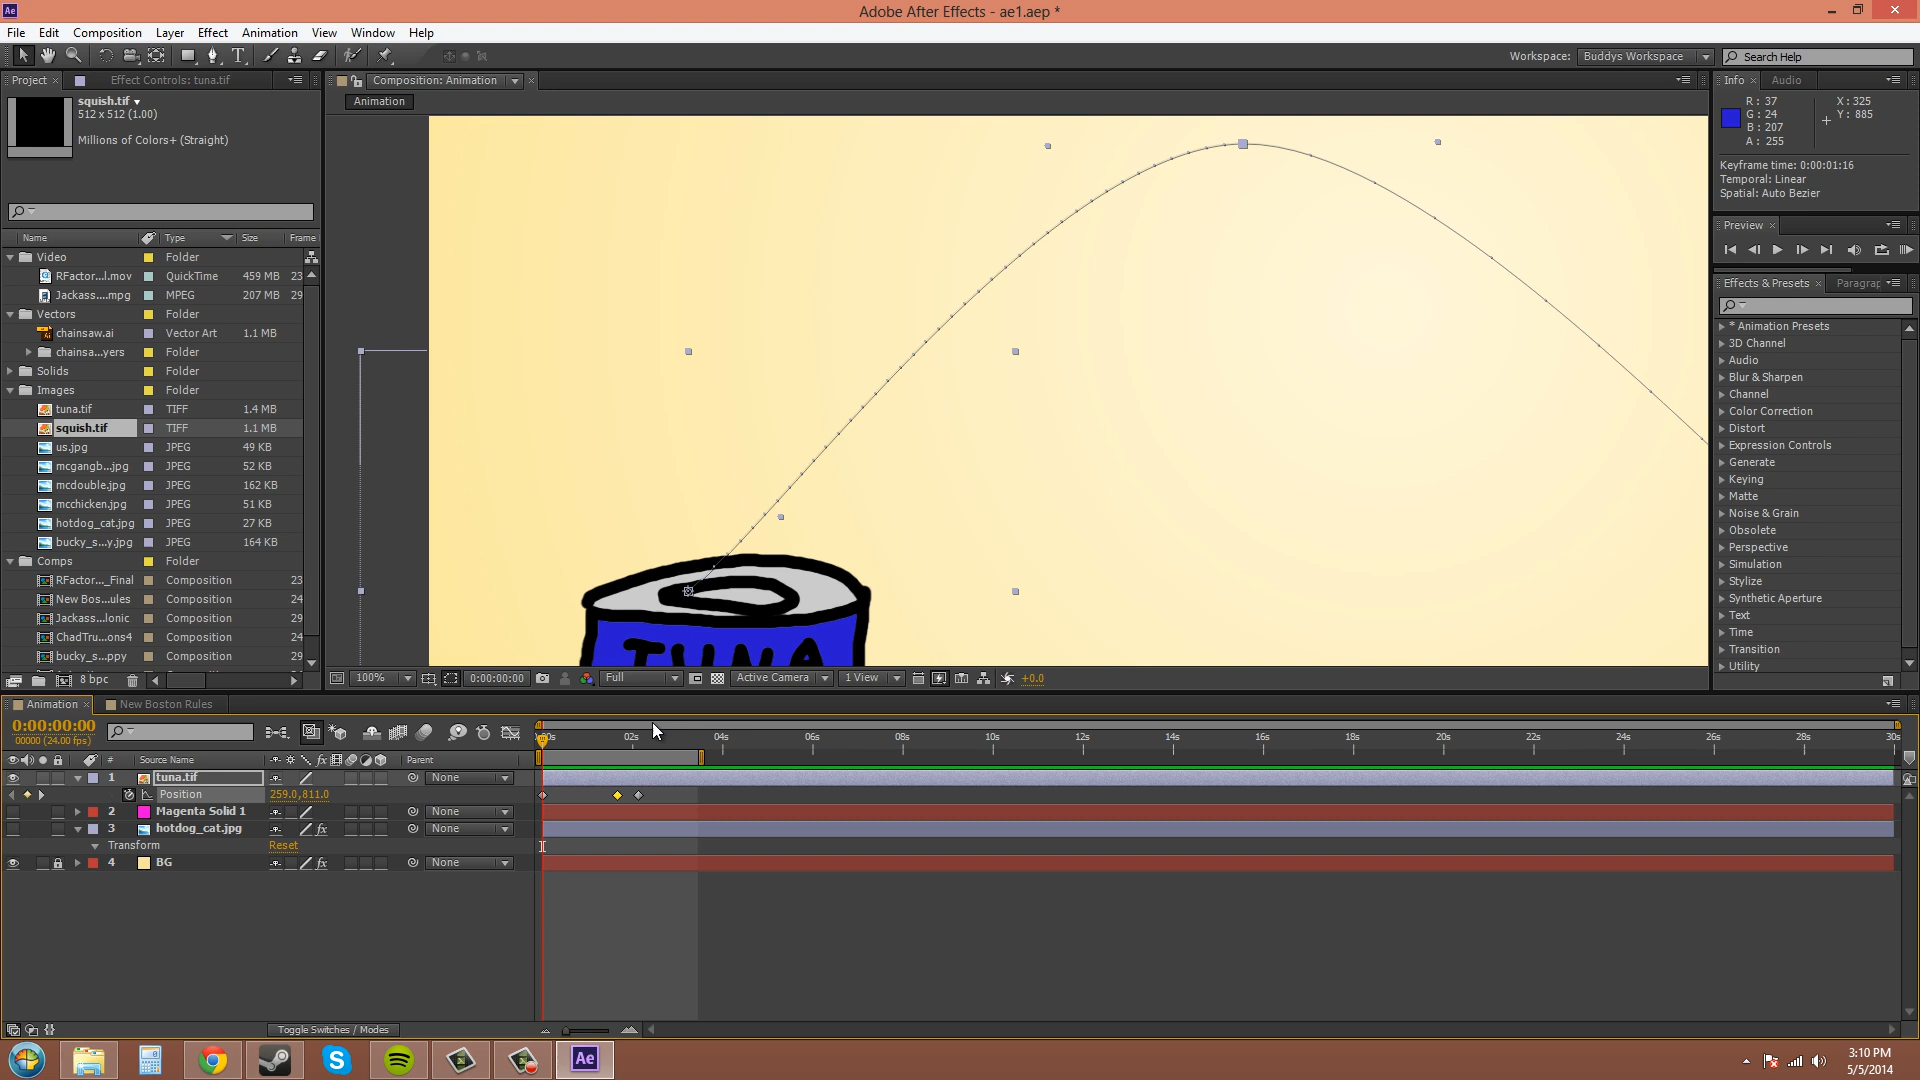 Ae
Adobe After Effects - ae1.aep *
File Edit Composition Layer Effect Animation View Window Help
Workspace: Buddys Workspace Search Help
Project × Effect Controls: tuna.tif
Composition: Animation
Info × Audio
squish.tif
512 x 512 (1.00)
Millions of Colors+ (Straight)
Animation
R: 37
G: 24
B: 207
A: 255
X: 325
Y: 885
Keyframe time: 0:00:01:16
Temporal: Linear
Spatial: Auto Bezier
Preview ×
Name Type Size Frame
Video Folder
RFactor...l.mov QuickTime 459 MB 23
Jackass....mpg MPEG 207 MB 29
Vectors Folder
chainsaw.ai Vector Art 1.1 MB
chainsa...yers Folder
Solids Folder
Images Folder
tuna.tif TIFF 1.4 MB
squish.tif TIFF 1.1 MB
us.jpg JPEG 49 KB
mcgangb...jpg JPEG 52 KB
mcdouble.jpg JPEG 162 KB
mcchicken.jpg JPEG 51 KB
hotdog_cat.jpg JPEG 27 KB
bucky_s...y.jpg JPEG 164 KB
Comps Folder
RFactor..._Final Composition 23
New Bos...ules Composition 24
Jackass...lonic Composition 29
ChadTru...ons4 Composition 24
bucky_s...ppy Composition 29
8 bpc
TUNA
100% 0:00:00:00 Full Active Camera 1 View +0.0
Effects & Presets × Paragrap
* Animation Presets
3D Channel
Audio
Blur & Sharpen
Channel
Color Correction
Distort
Expression Controls
Generate
Keying
Matte
Noise & Grain
Obsolete
Perspective
Simulation
Stylize
Synthetic Aperture
Text
Time
Transition
Utility
Animation × New Boston Rules
0:00:00:00
00000 (24.00 fps)
00s 02s 04s 06s 08s 10s 12s 14s 16s 18s 20s 22s 24s 26s 28s 30s
# Source Name Parent
1 tuna.tif None
Position 259.0,811.0
2 Magenta Solid 1 None
3 hotdog_cat.jpg fx None
Transform Reset
4 BG fx None
Toggle Switches / Modes
Ae
3:10 PM
5/5/2014